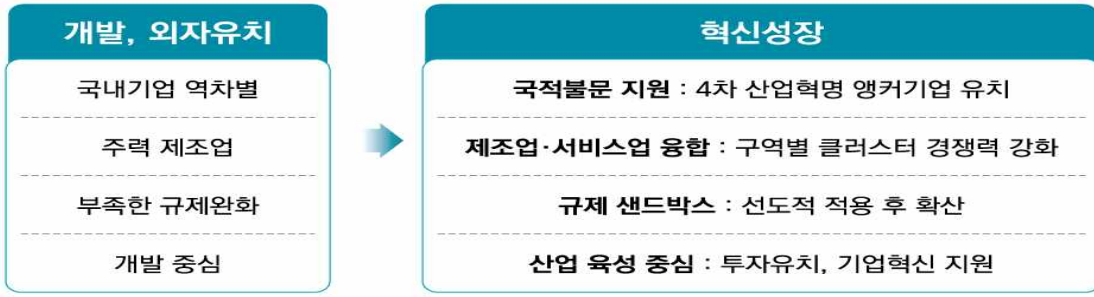 개발, 외자유치
국내기업 역차별
주력 제조업
부족한 규제완화
개발 중심
혁신성장
국적불문 지원 : 4차 산업혁명 앵커기업 유치
제조업·서비스업 융합 : 구역별 클러스터 경쟁력 강화
규제 샌드박스 : 선도적 적용 후 확산
산업 육성 중심 : 투자유치, 기업혁신 지원